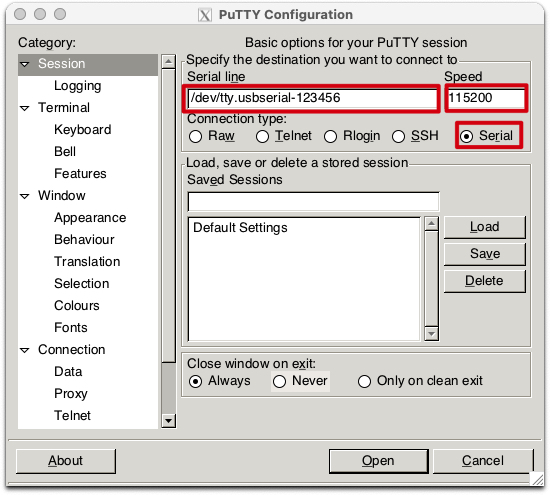 PuTTY Configuration
Category:
Session
Logging
Terminal
Keyboard
Bell
Features
Window
Appearance
Behaviour
Translation
Selection
Colours
Fonts
Connection
Data
Proxy
Telnet
Basic options for your PuTTY session
Specify the destination you want to connect to
Serial line Speed
/dev/tty.usbserial-123456 115200
Connection type:
Raw Telnet Rlogin SSH Serial
Load, save or delete a stored session
Saved Sessions
Default Settings
Load
Save
Delete
Close window on exit:
Always Never Only on clean exit
About Open Cancel